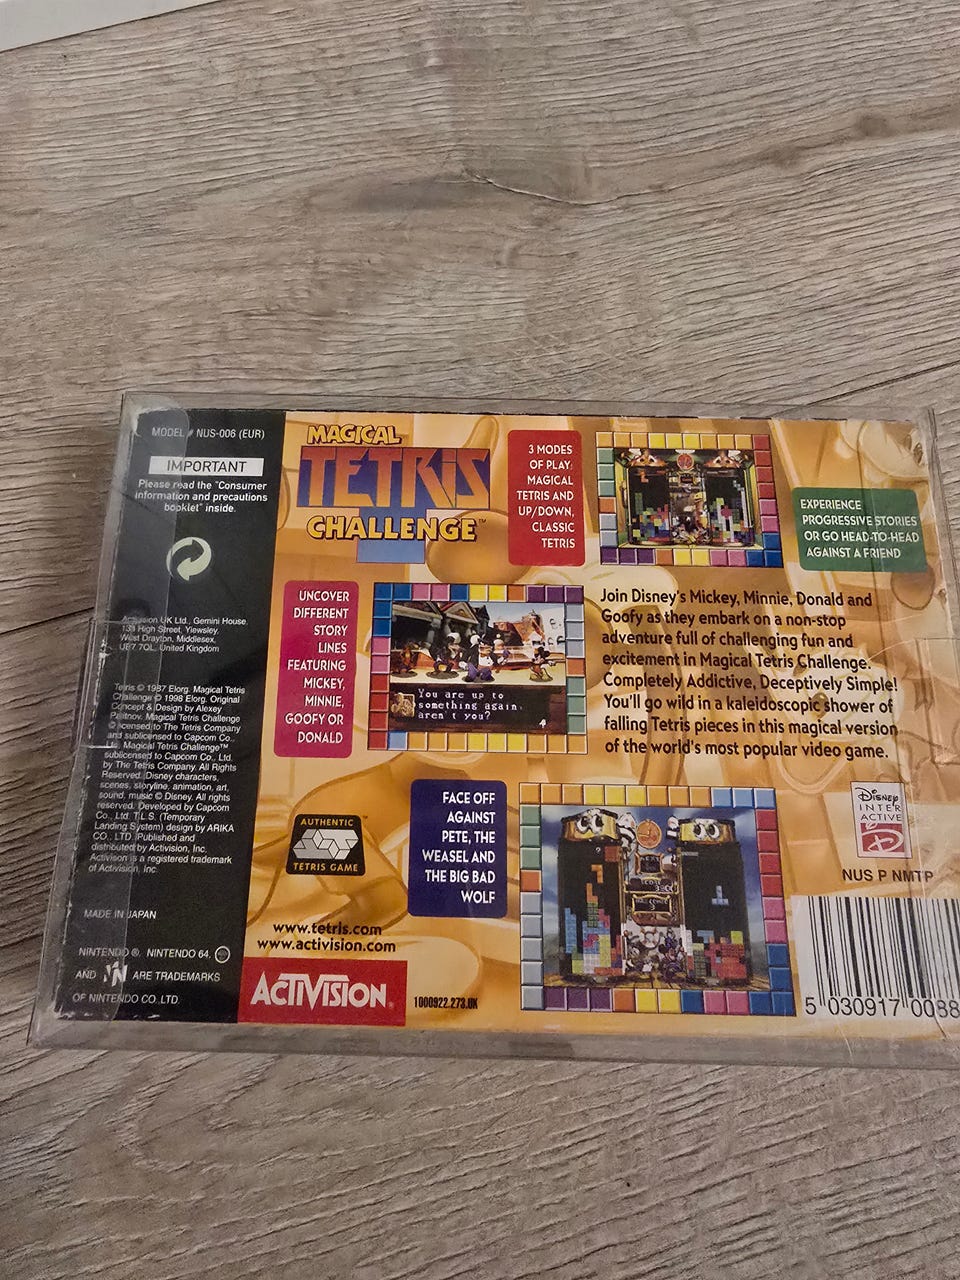 MODEL # NUS-006 (EUR)
IMPORTANT
Please read the "Consumer
information and precautions
booklet" inside.
Activision UK Ltd., Gemini House,
133 High Street, Yiewsley,
West Drayton, Middlesex,
UB7 7QL, United Kingdom
Tetris © 1987 Elorg. Magical Tetris
Challenge © 1998 Elorg. Original
Concept & Design by Alexey
Pajitnov. Magical Tetris Challenge
licensed to The Tetris Company
and sublicensed to Capcom Co.,
Ltd. Magical Tetris Challenge™
sublicensed to Capcom Co., Ltd.
by The Tetris Company. All Rights
Reserved. Disney characters,
scenes, storyline, animation, art,
sound, music © Disney. All rights
reserved. Developed by Capcom
Co., Ltd. T.L.S. (Temporary
Landing System) design by ARIKA
CO., LTD. Published and
distributed by Activision, Inc.
Activision is a registered trademark
of Activision, Inc.
MADE IN JAPAN
NINTENDO ®, NINTENDO 64,
AND N ARE TRADEMARKS
OF NINTENDO CO. LTD.
MAGICAL
TETRIS
CHALLENGE™
3 MODES
OF PLAY:
MAGICAL
TETRIS AND
UP/DOWN,
CLASSIC
TETRIS
EXPERIENCE
PROGRESSIVE STORIES
OR GO HEAD-TO-HEAD
AGAINST A FRIEND
UNCOVER
DIFFERENT
STORY
LINES
FEATURING
MICKEY,
MINNIE,
GOOFY OR
DONALD
You are up to
something again,
aren't you?
Join Disney's Mickey, Minnie, Donald and
Goofy as they embark on a non-stop
adventure full of challenging fun and
excitement in Magical Tetris Challenge.
Completely Addictive, Deceptively Simple!
You'll go wild in a kaleidoscopic shower of
falling Tetris pieces in this magical version
of the world's most popular video game.
AUTHENTIC
TETRIS GAME™
FACE OFF
AGAINST
PETE, THE
WEASEL AND
THE BIG BAD
WOLF
Disney
INTER
ACTIVE
D
NUS P NMTP
www.tetris.com
www.activision.com
ACTIVISION®
1000922.273.UK
5 030917 0088